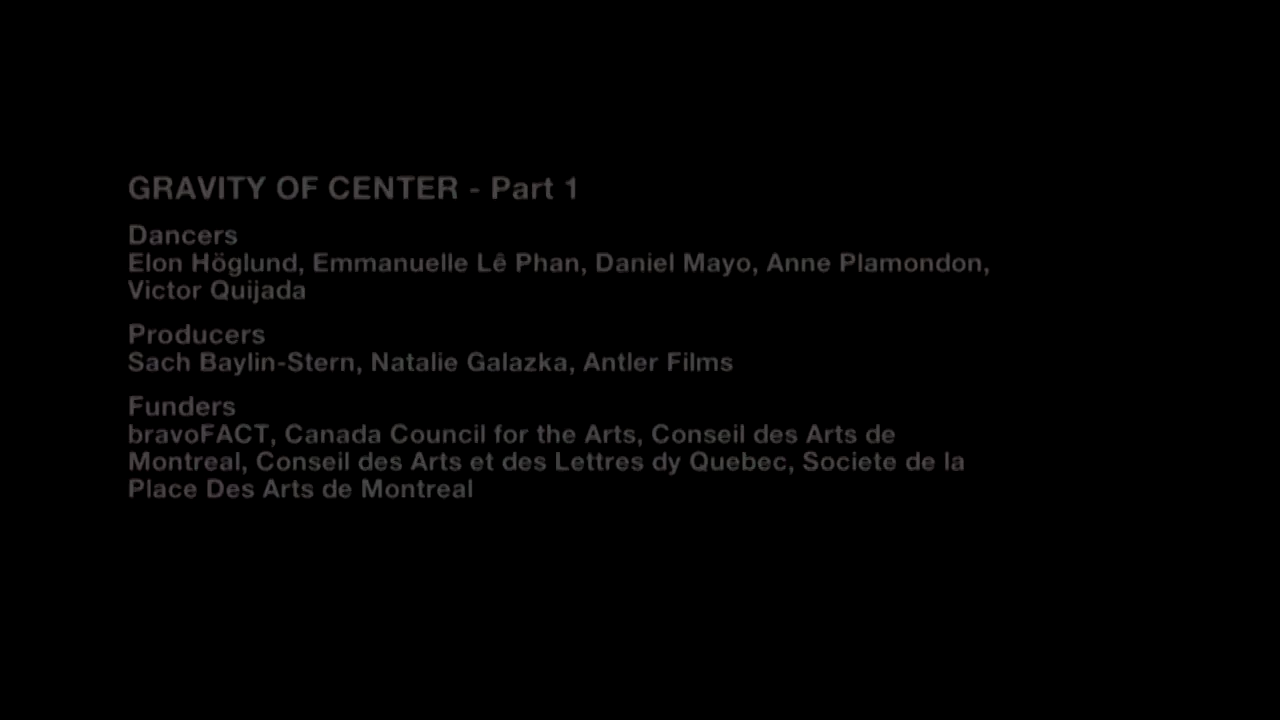 GRAVITY OF CENTER - Part 1
Dancers
Elon Höglund, Emmanuelle Lê Phan, Daniel Mayo, Anne Plamondon,
Victor Quijada
Producers
Sach Baylin-Stern, Natalie Galazka, Antler Films
Funders
bravoFACT, Canada Council for the Arts, Conseil des Arts de
Montreal, Conseil des Arts et des Lettres dy Quebec, Societe de la
Place Des Arts de Montreal